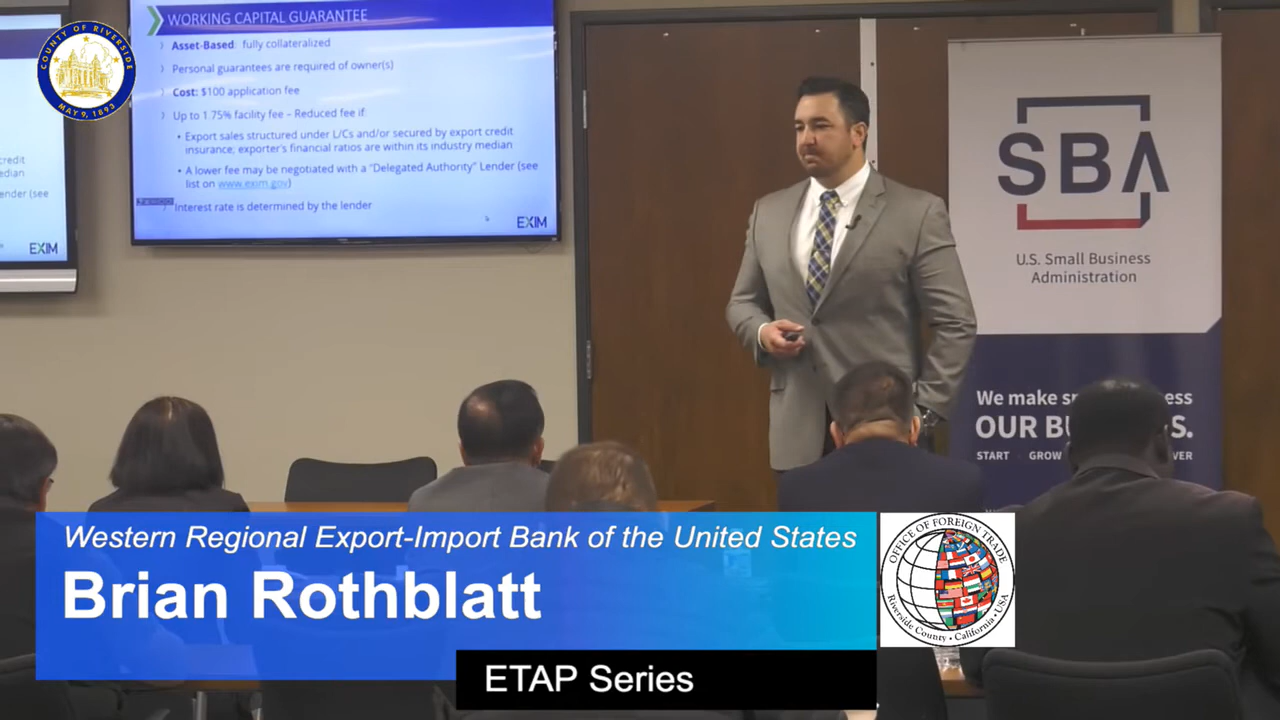 COUNTY OF RIVERSIDE
MAY 9, 1893
WORKING CAPITAL GUARANTEE
Asset-Based: fully collateralized
Personal guarantees are required of owner(s)
Cost: $100 application fee
Up to 1.75% facility fee – Reduced fee if:
• Export sales structured under L/Cs and/or secured by export credit
insurance; exporter's financial ratios are within its industry median
• A lower fee may be negotiated with a "Delegated Authority" Lender (see
list on www.exim.gov)
Interest rate is determined by the lender
EXIM
credit
edian
ender (see
EXIM
SBA
U.S. Small Business
Administration
We make
ess
OUR
S.
START GROW
VER
Western Regional Export-Import Bank of the United States
Brian Rothblatt
ETAP Series
OFFICE OF FOREIGN TRADE
Riverside County • California • USA